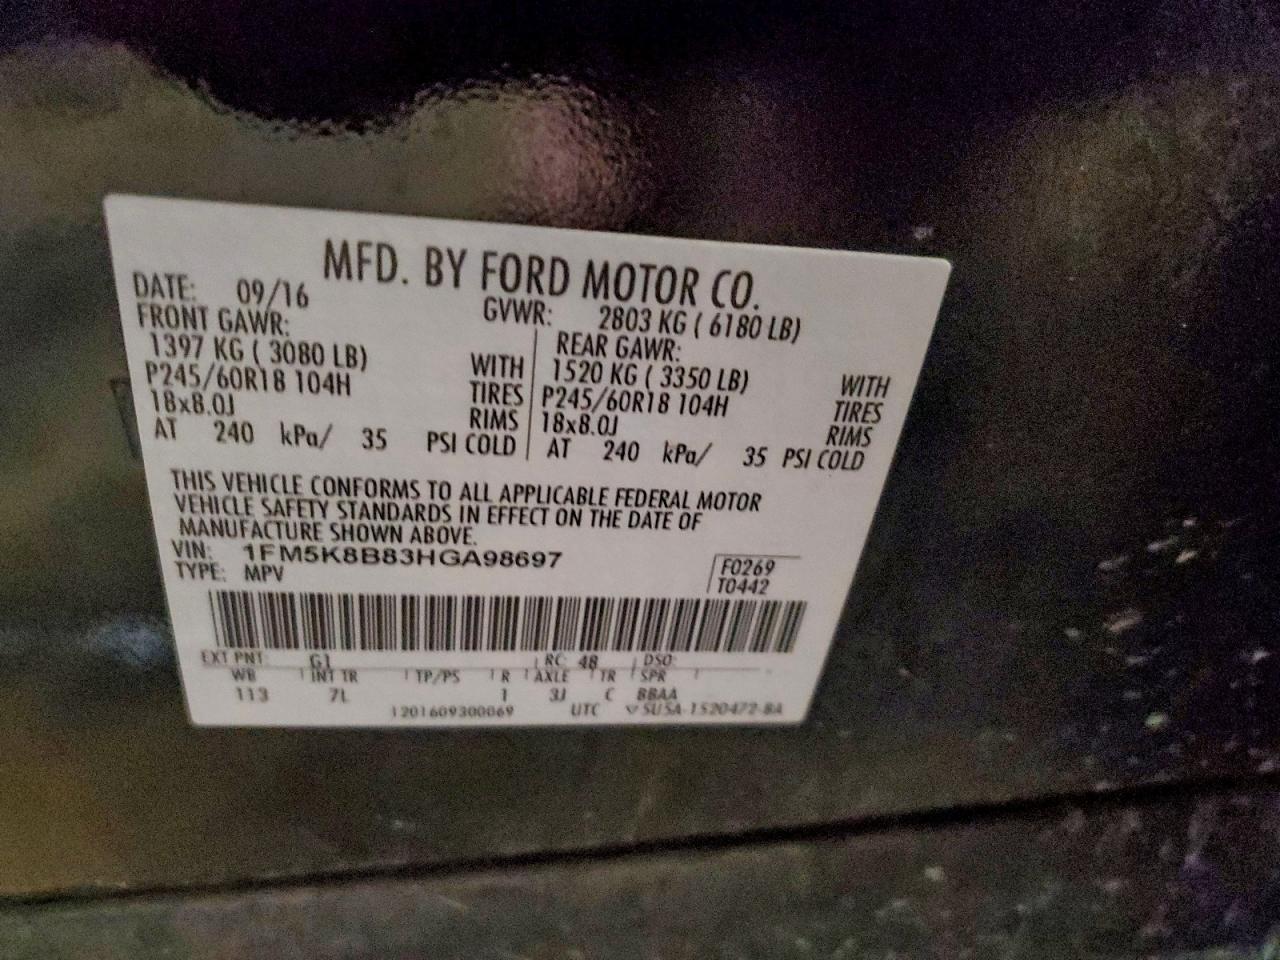 MFD. BY FORD MOTOR CO.
DATE: 09/16 GVWR: 2803 KG ( 6180 LB)
FRONT GAWR: REAR GAWR:
1397 KG ( 3080 LB) WITH 1520 KG ( 3350 LB) WITH
P245/60R18 104H TIRES P245/60R18 104H TIRES
18x8.0J RIMS 18x8.0J RIMS
AT 240 kPa/ 35 PSI COLD AT 240 kPa/ 35 PSI COLD
THIS VEHICLE CONFORMS TO ALL APPLICABLE FEDERAL MOTOR
VEHICLE SAFETY STANDARDS IN EFFECT ON THE DATE OF
MANUFACTURE SHOWN ABOVE.
VIN: 1FM5K8B83HGA98697 F0269
TYPE: MPV T0442
EXT PNT: G1 RC: 48 DSO:
WB INT TR TP/PS R AXLE TR SPR
113 7L 1 3J C BBAA
1201609300069 UTC ▽5U5A-1520472-BA